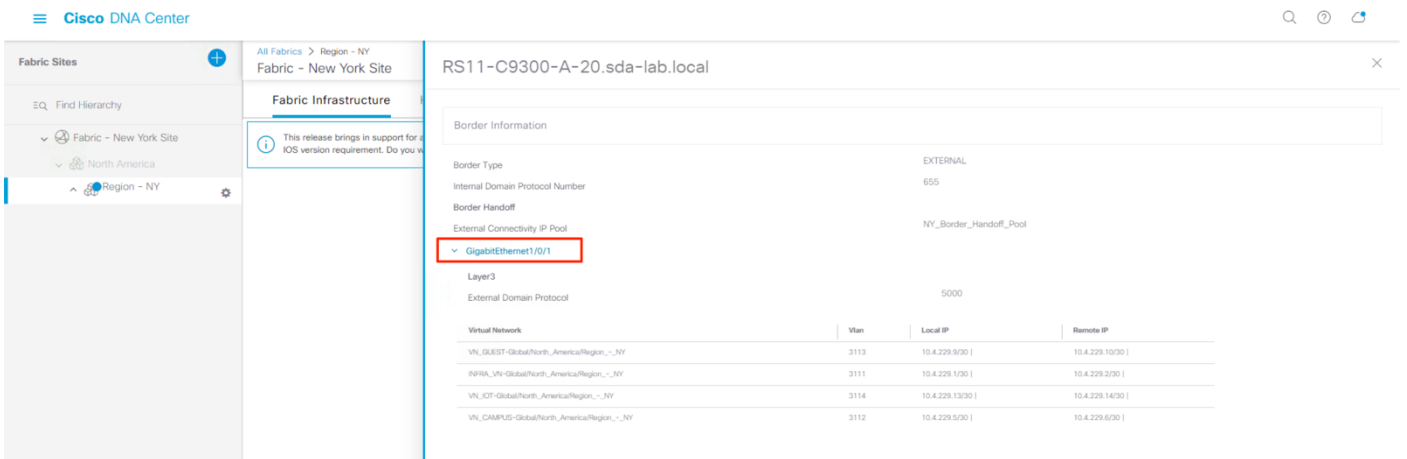 Cisco DNA Center
Fabric Sites
Find Hierarchy
Fabric - New York Site
North America
Region - NY
All Fabrics > Region - NY
Fabric - New York Site
Fabric Infrastructure
This release brings in support for
IOS version requirement. Do you
RS11-C9300-A-20.sda-lab.local
Border Information
Border Type EXTERNAL
Internal Domain Protocol Number 655
Border Handoff
External Connectivity IP Pool NY_Border_Handoff_Pool
GigabitEthernet1/0/1
Layer3
External Domain Protocol 5000
Virtual Network Vlan Local IP Remote IP
VN_GUEST-Global/North_America/Region_-_NY 3113 10.4.229.9/30 | 10.4.229.10/30 |
INFRA_VN-Global/North_America/Region_-_NY 3111 10.4.229.1/30 | 10.4.229.2/30 |
VN_IOT-Global/North_America/Region_-_NY 3114 10.4.229.13/30 | 10.4.229.14/30 |
VN_CAMPUS-Global/North_America/Region_-_NY 3112 10.4.229.5/30 | 10.4.229.6/30 |